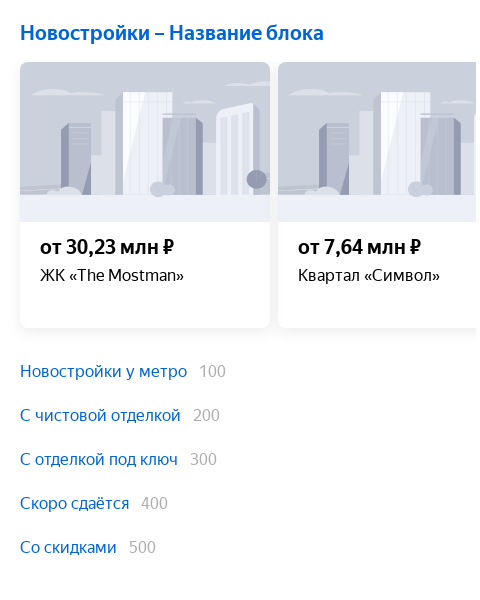 Новостройки – Название блока
от 30,23 млн ₽
ЖК «The Mostman»
от 7,64 млн ₽
Квартал «Символ»
Новостройки у метро 100
С чистовой отделкой 200
С отделкой под ключ 300
Скоро сдаётся 400
Со скидками 500